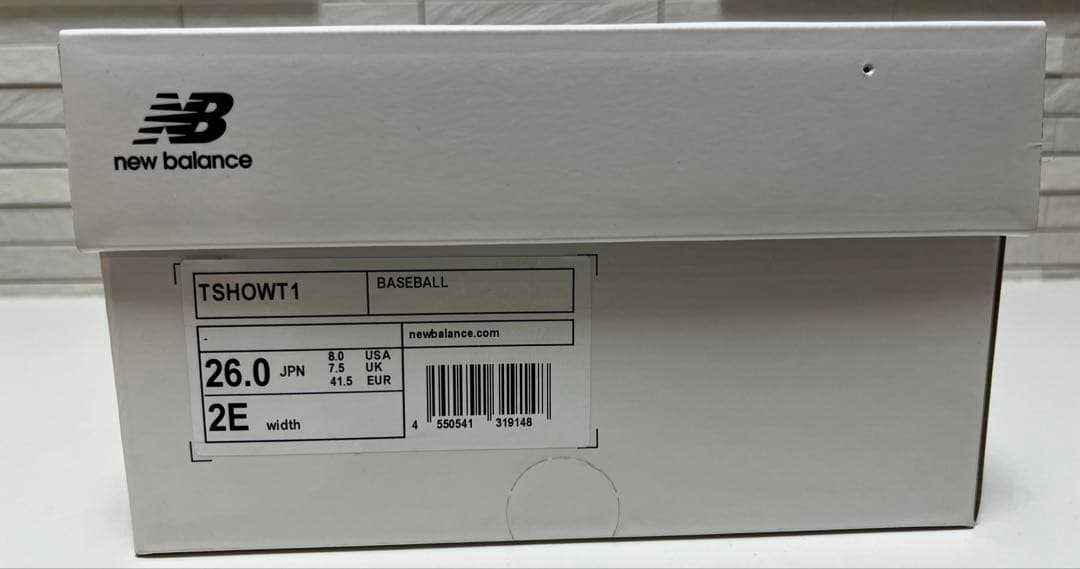 NB
new balance
TSHOWT1
BASEBALL
-
newbalance.com
26.0 JPN
8.0 USA
7.5 UK
41.5 EUR
2E width
4 550541 319148